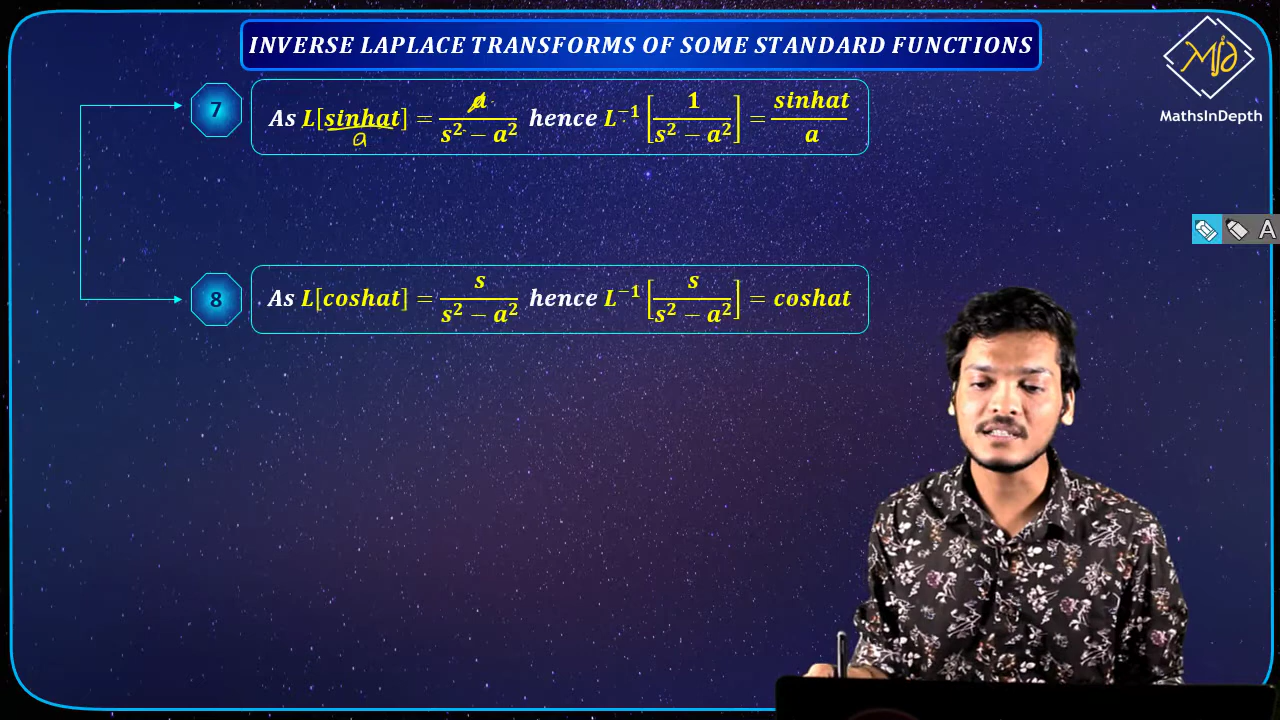 INVERSE LAPLACE TRANSFORMS OF SOME STANDARD FUNCTIONS
MathsInDepth
7
As L[sinhat] = a / (s² − a²) hence L⁻¹ [1 / (s² − a²)] = sinhat / a
a
8
As L[coshat] = s / (s² − a²) hence L⁻¹ [s / (s² − a²)] = coshat
A